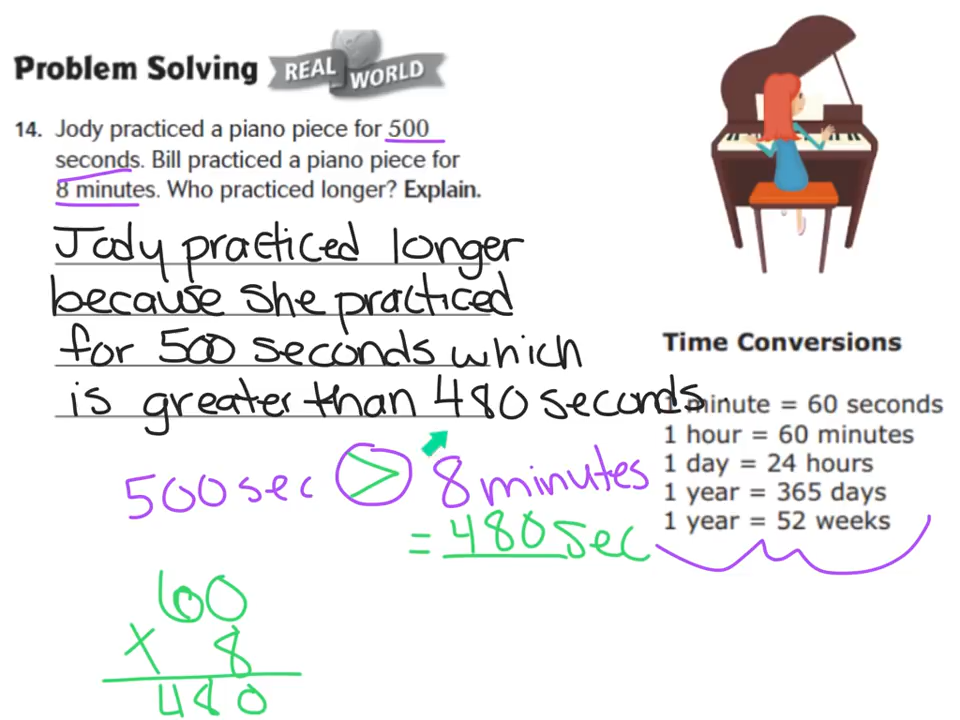 Problem Solving REAL WORLD
14. Jody practiced a piano piece for 500
seconds. Bill practiced a piano piece for
8 minutes. Who practiced longer? Explain.
Jody practiced longer
because she practiced
for 500 seconds which
is greater than 480 seconds.
Time Conversions
1 minute = 60 seconds
1 hour = 60 minutes
1 day = 24 hours
1 year = 365 days
1 year = 52 weeks
500 sec > 8 minutes
= 480 sec
60
x 8
480